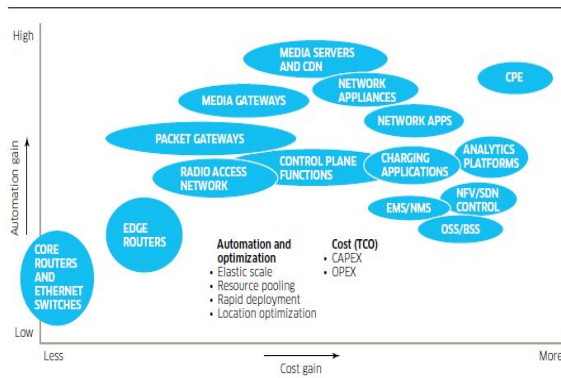 High
MEDIA SERVERS
AND CDN
CPE
NETWORK
APPLIANCES
MEDIA GATEWAYS
NETWORK APPS
PACKET GATEWAYS
ANALYTICS
PLATFORMS
CONTROL PLANE
FUNCTIONS
CHARGING
APPLICATIONS
RADIO ACCESS
NETWORK
Automation gain
NFV/SDN
CONTROL
EMS/NMS
OSS/BSS
EDGE
ROUTERS
CORE
ROUTERS
AND
ETHERNET
SWITCHES
Automation and
optimization
• Elastic scale
• Resource pooling
• Rapid deployment
• Location optimization
Cost (TCO)
• CAPEX
• OPEX
Low
Less
Cost gain
More